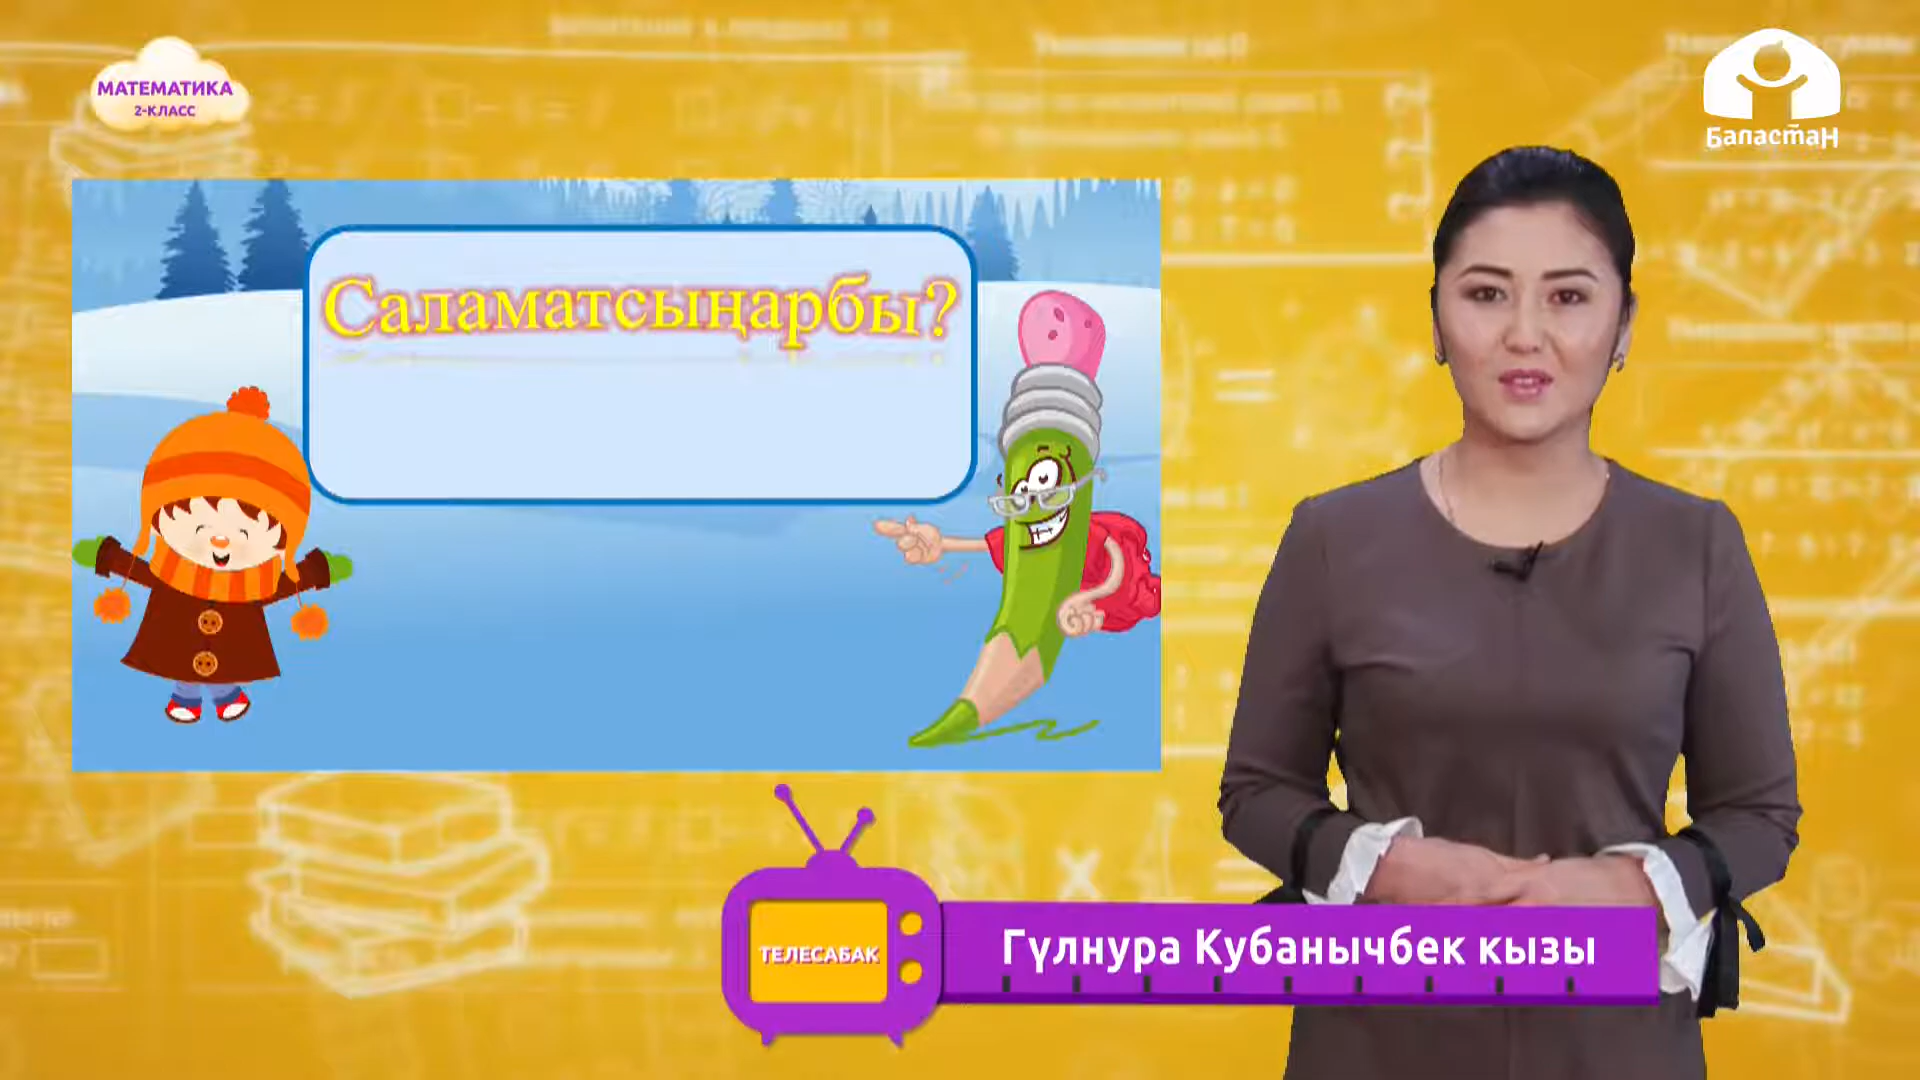 МАТЕМАТИКА
2-КЛАСС
Баластан
Саламатсыңарбы?
ТЕЛЕСАБАК
Гүлнура Кубанычбек кызы